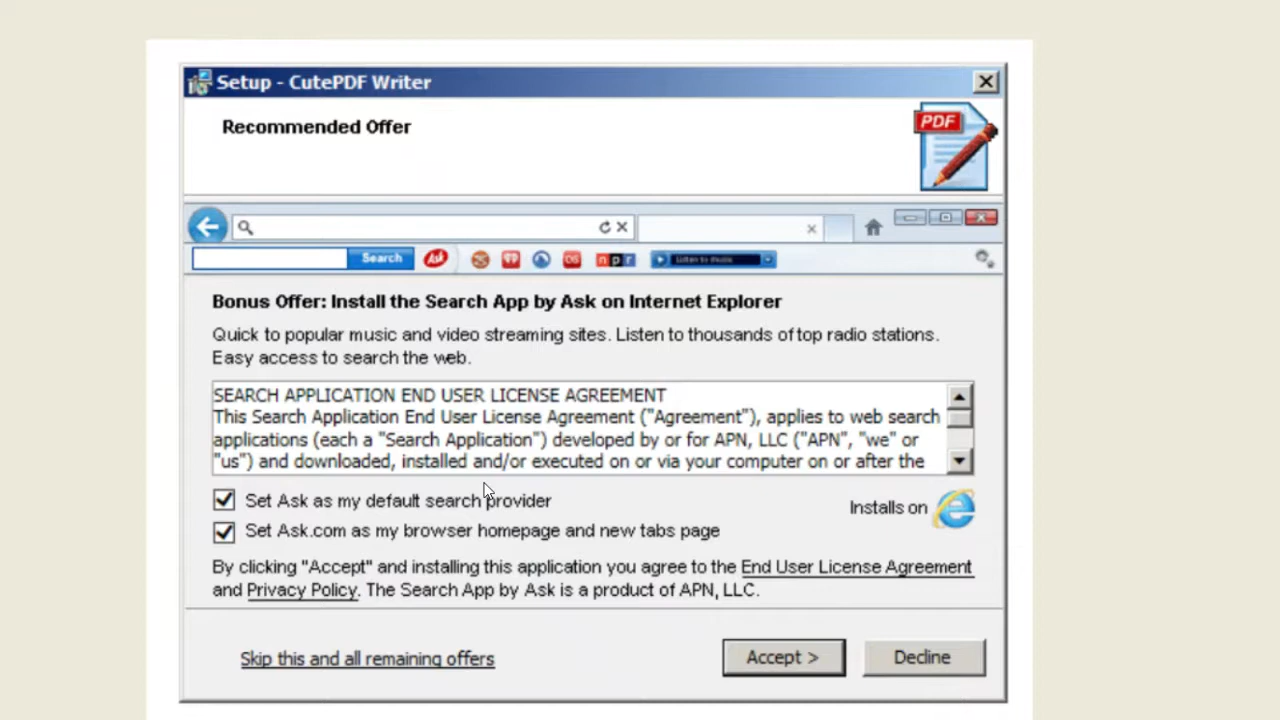 Setup - CutePDF Writer
Recommended Offer
PDF
Search
Ask
npr
Listen to music
Bonus Offer: Install the Search App by Ask on Internet Explorer
Quick to popular music and video streaming sites. Listen to thousands of top radio stations.
Easy access to search the web.
SEARCH APPLICATION END USER LICENSE AGREEMENT
This Search Application End User License Agreement ("Agreement"), applies to web search
applications (each a "Search Application") developed by or for APN, LLC ("APN", "we" or
"us") and downloaded, installed and/or executed on or via your computer on or after the
Set Ask as my default search provider
Installs on
Set Ask.com as my browser homepage and new tabs page
By clicking "Accept" and installing this application you agree to the End User License Agreement
and Privacy Policy. The Search App by Ask is a product of APN, LLC.
Skip this and all remaining offers
Accept >
Decline